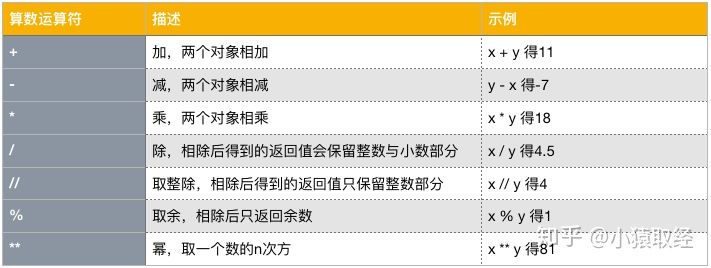 算数运算符 描述 示例
+ 加，两个对象相加 x + y 得11
- 减，两个对象相减 y - x 得-7
* 乘，两个对象相乘 x * y 得18
/ 除，相除后得到的返回值会保留整数与小数部分 x / y 得4.5
// 取整除，相除后得到的返回值只保留整数部分 x // y 得4
% 取余，相除后只返回余数 x % y 得1
** 幂，取一个数的n次方 x ** y 得81
知乎 @小猿取经